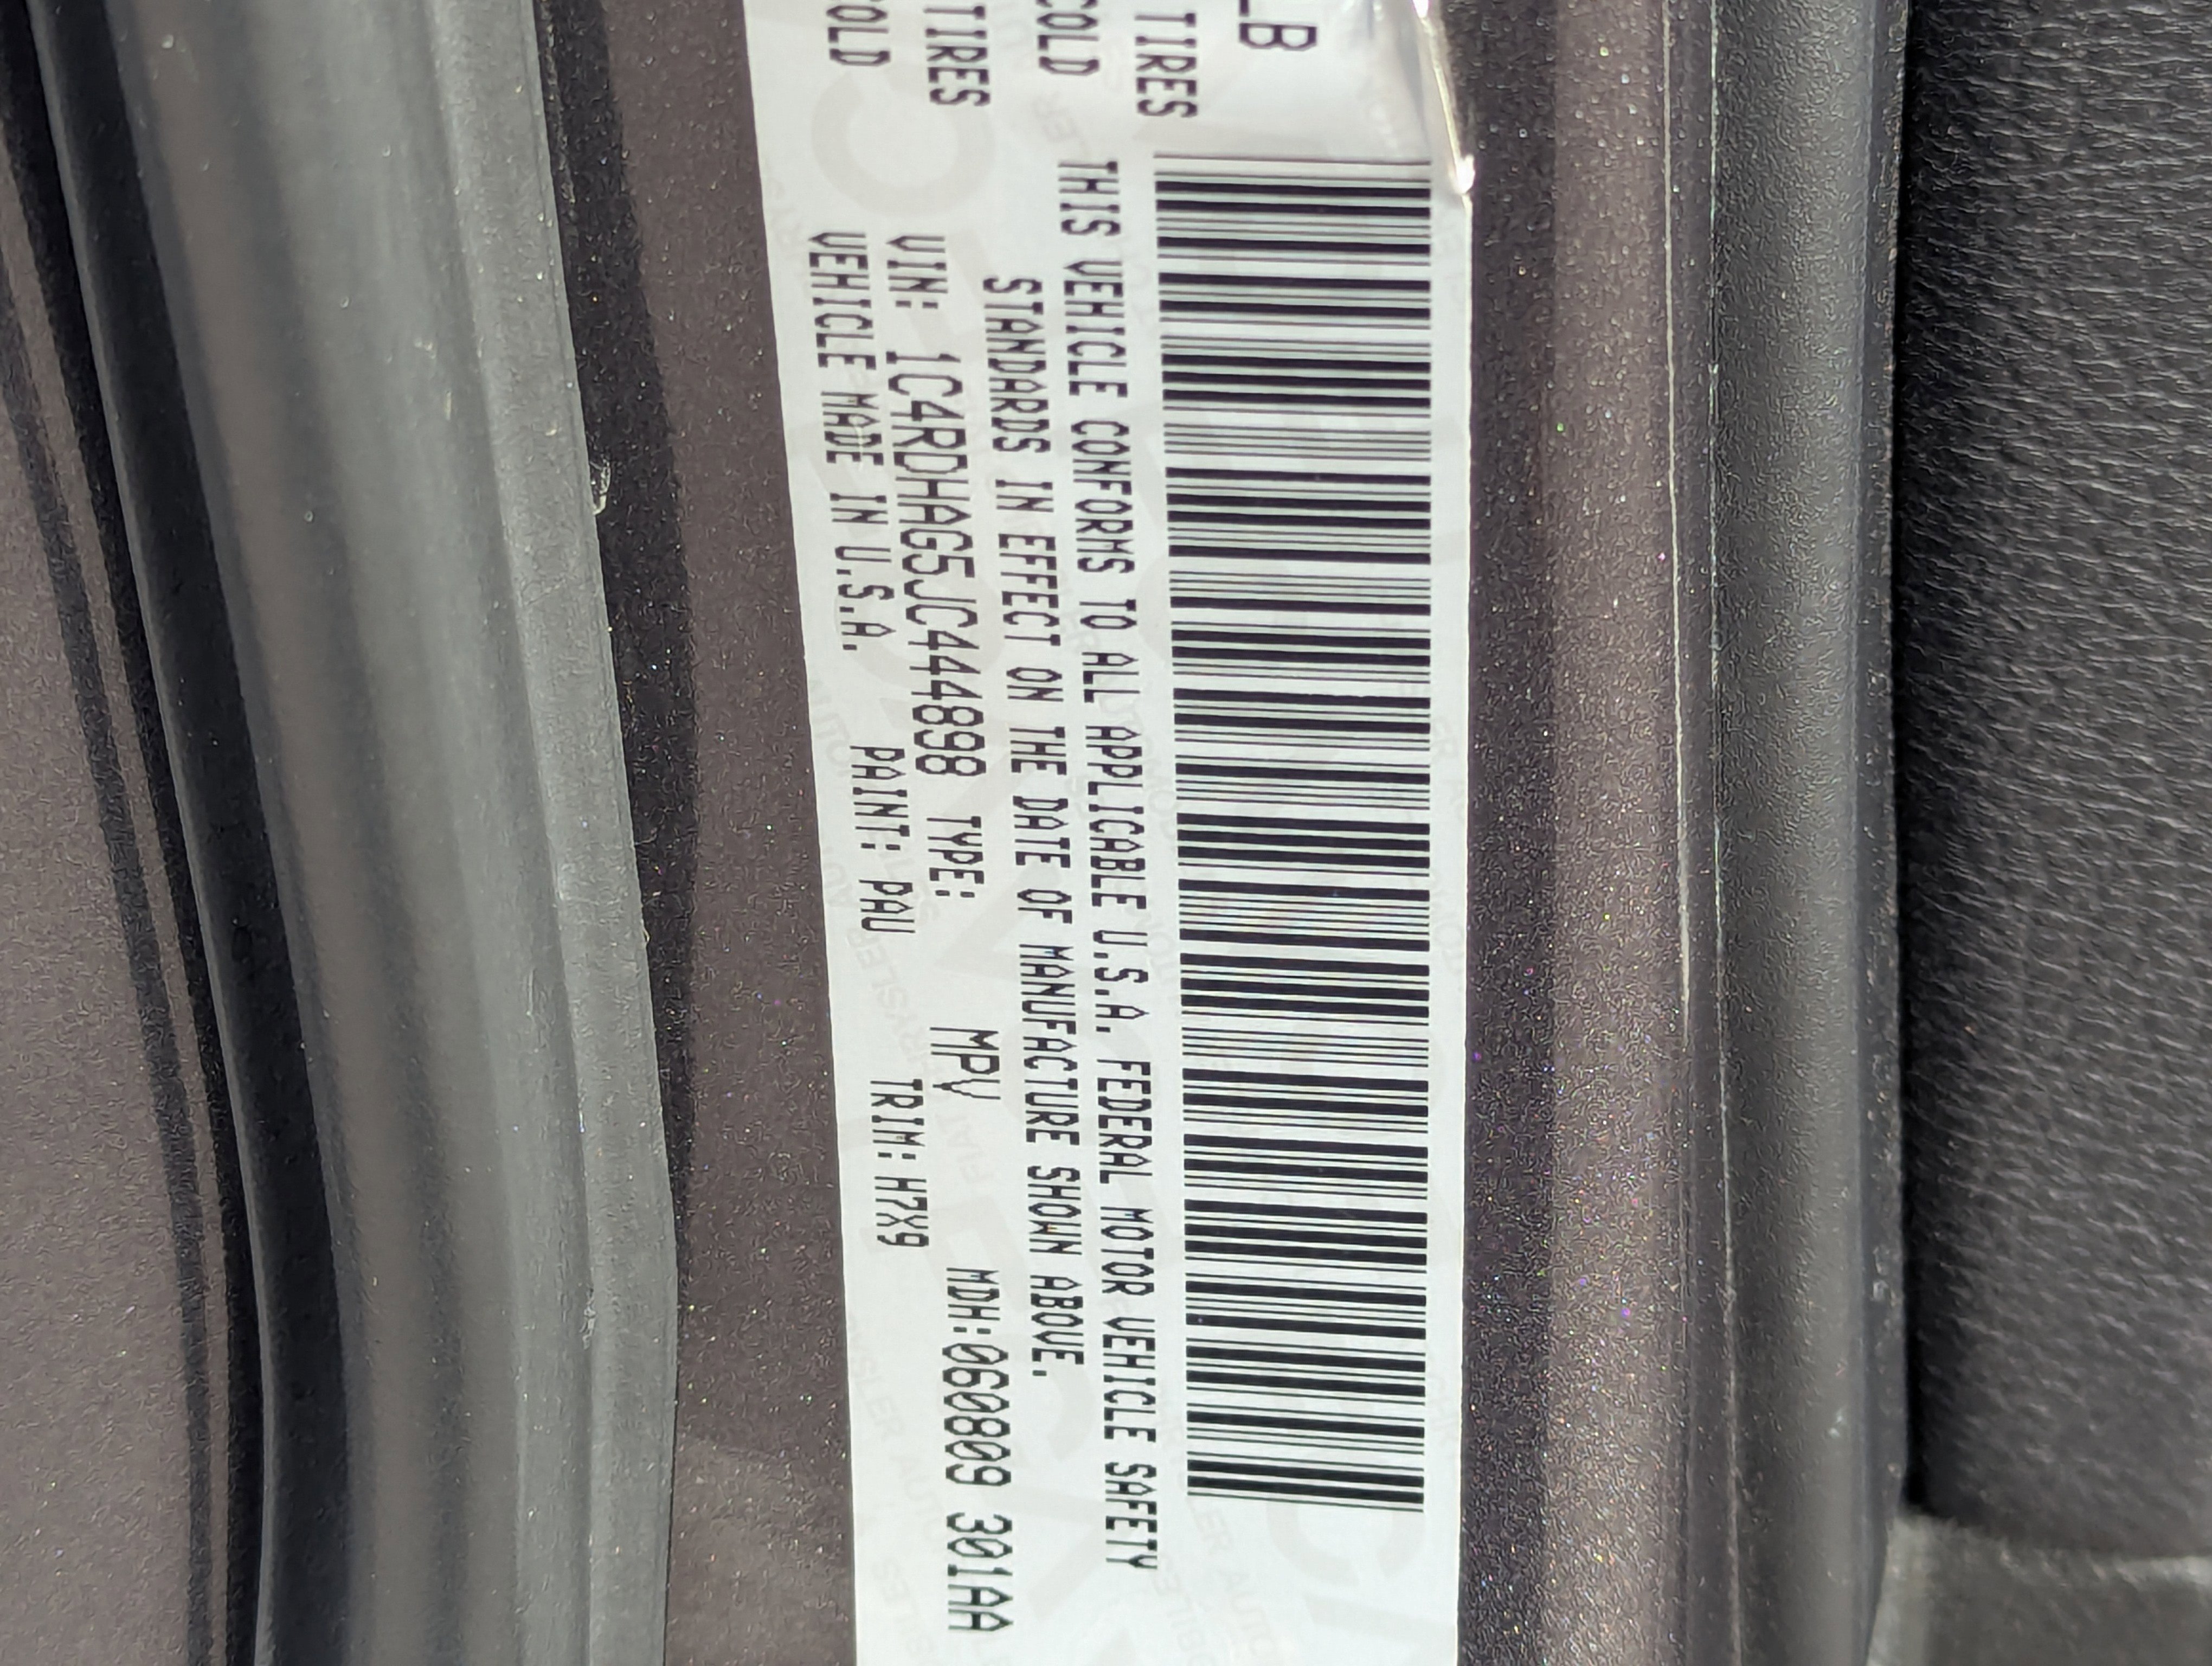 LB
TIRES
COLD
TIRES
COLD
THIS VEHICLE CONFORMS TO ALL APPLICABLE U.S.A. FEDERAL MOTOR VEHICLE SAFETY
STANDARDS IN EFFECT ON THE DATE OF MANUFACTURE SHOWN ABOVE.
VIN: 1C4RDHAG5JC444898 TYPE: MPV MDH:060809 301AA
VEHICLE MADE IN U.S.A. PAINT: PAU TRIM: H7X9